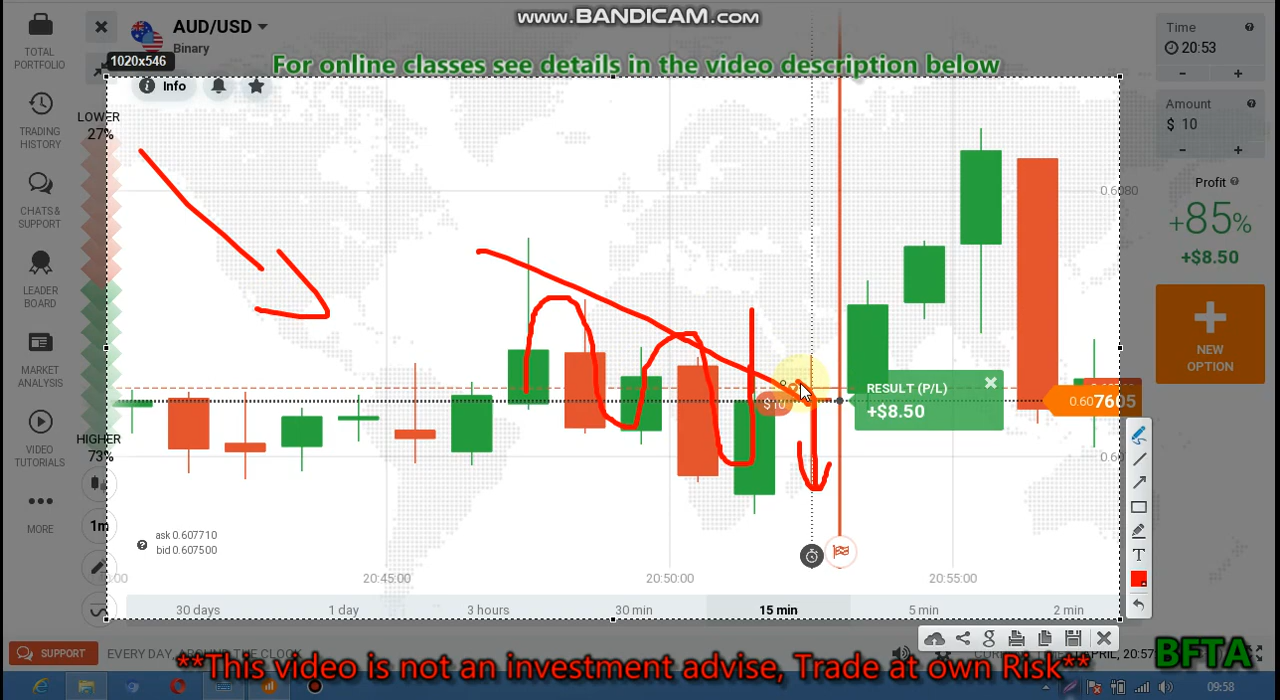 www.BANDICAM.com
AUD/USD
Binary
For online classes see details in the video description below
1020x546
Info
TOTAL PORTFOLIO
TRADING HISTORY
CHATS & SUPPORT
LEADER BOARD
MARKET ANALYSIS
VIDEO TUTORIALS
MORE
LOWER
27%
HIGHER
73%
1m
ask 0.607710
bid 0.607500
$10
RESULT (P/L)
+$8.50
0.6080
0.607605
20:45:00
20:50:00
20:55:00
30 days
1 day
3 hours
30 min
15 min
5 min
2 min
Time
20:53
Amount
$ 10
Profit
+85%
+$8.50
NEW OPTION
T
SUPPORT
EVERY DAY, AROUND THE CLOCK
**This video is not an investment advise, Trade at own Risk**
BFTA
09:58